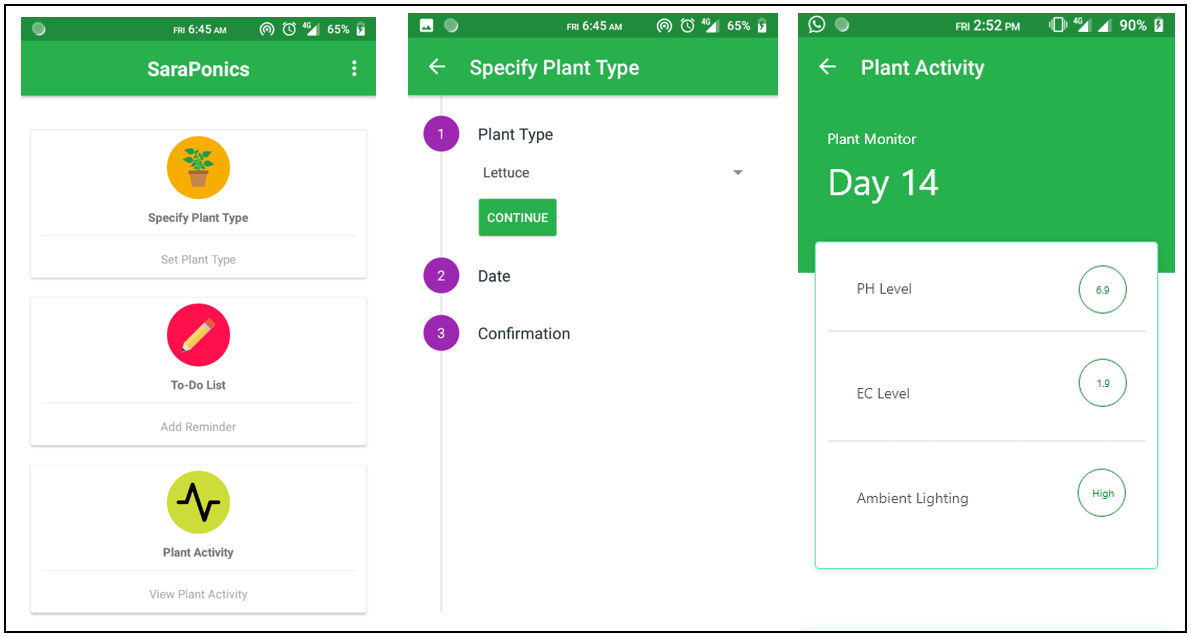 FRI 6:45 AM 4G 65%
SaraPonics
Specify Plant Type
Set Plant Type
To-Do List
Add Reminder
Plant Activity
View Plant Activity
FRI 6:45 AM 4G 65%
Specify Plant Type
1 Plant Type
Lettuce
CONTINUE
2 Date
3 Confirmation
FRI 2:52 PM 4G 90%
Plant Activity
Plant Monitor
Day 14
PH Level 6.9
EC Level 1.9
Ambient Lighting High